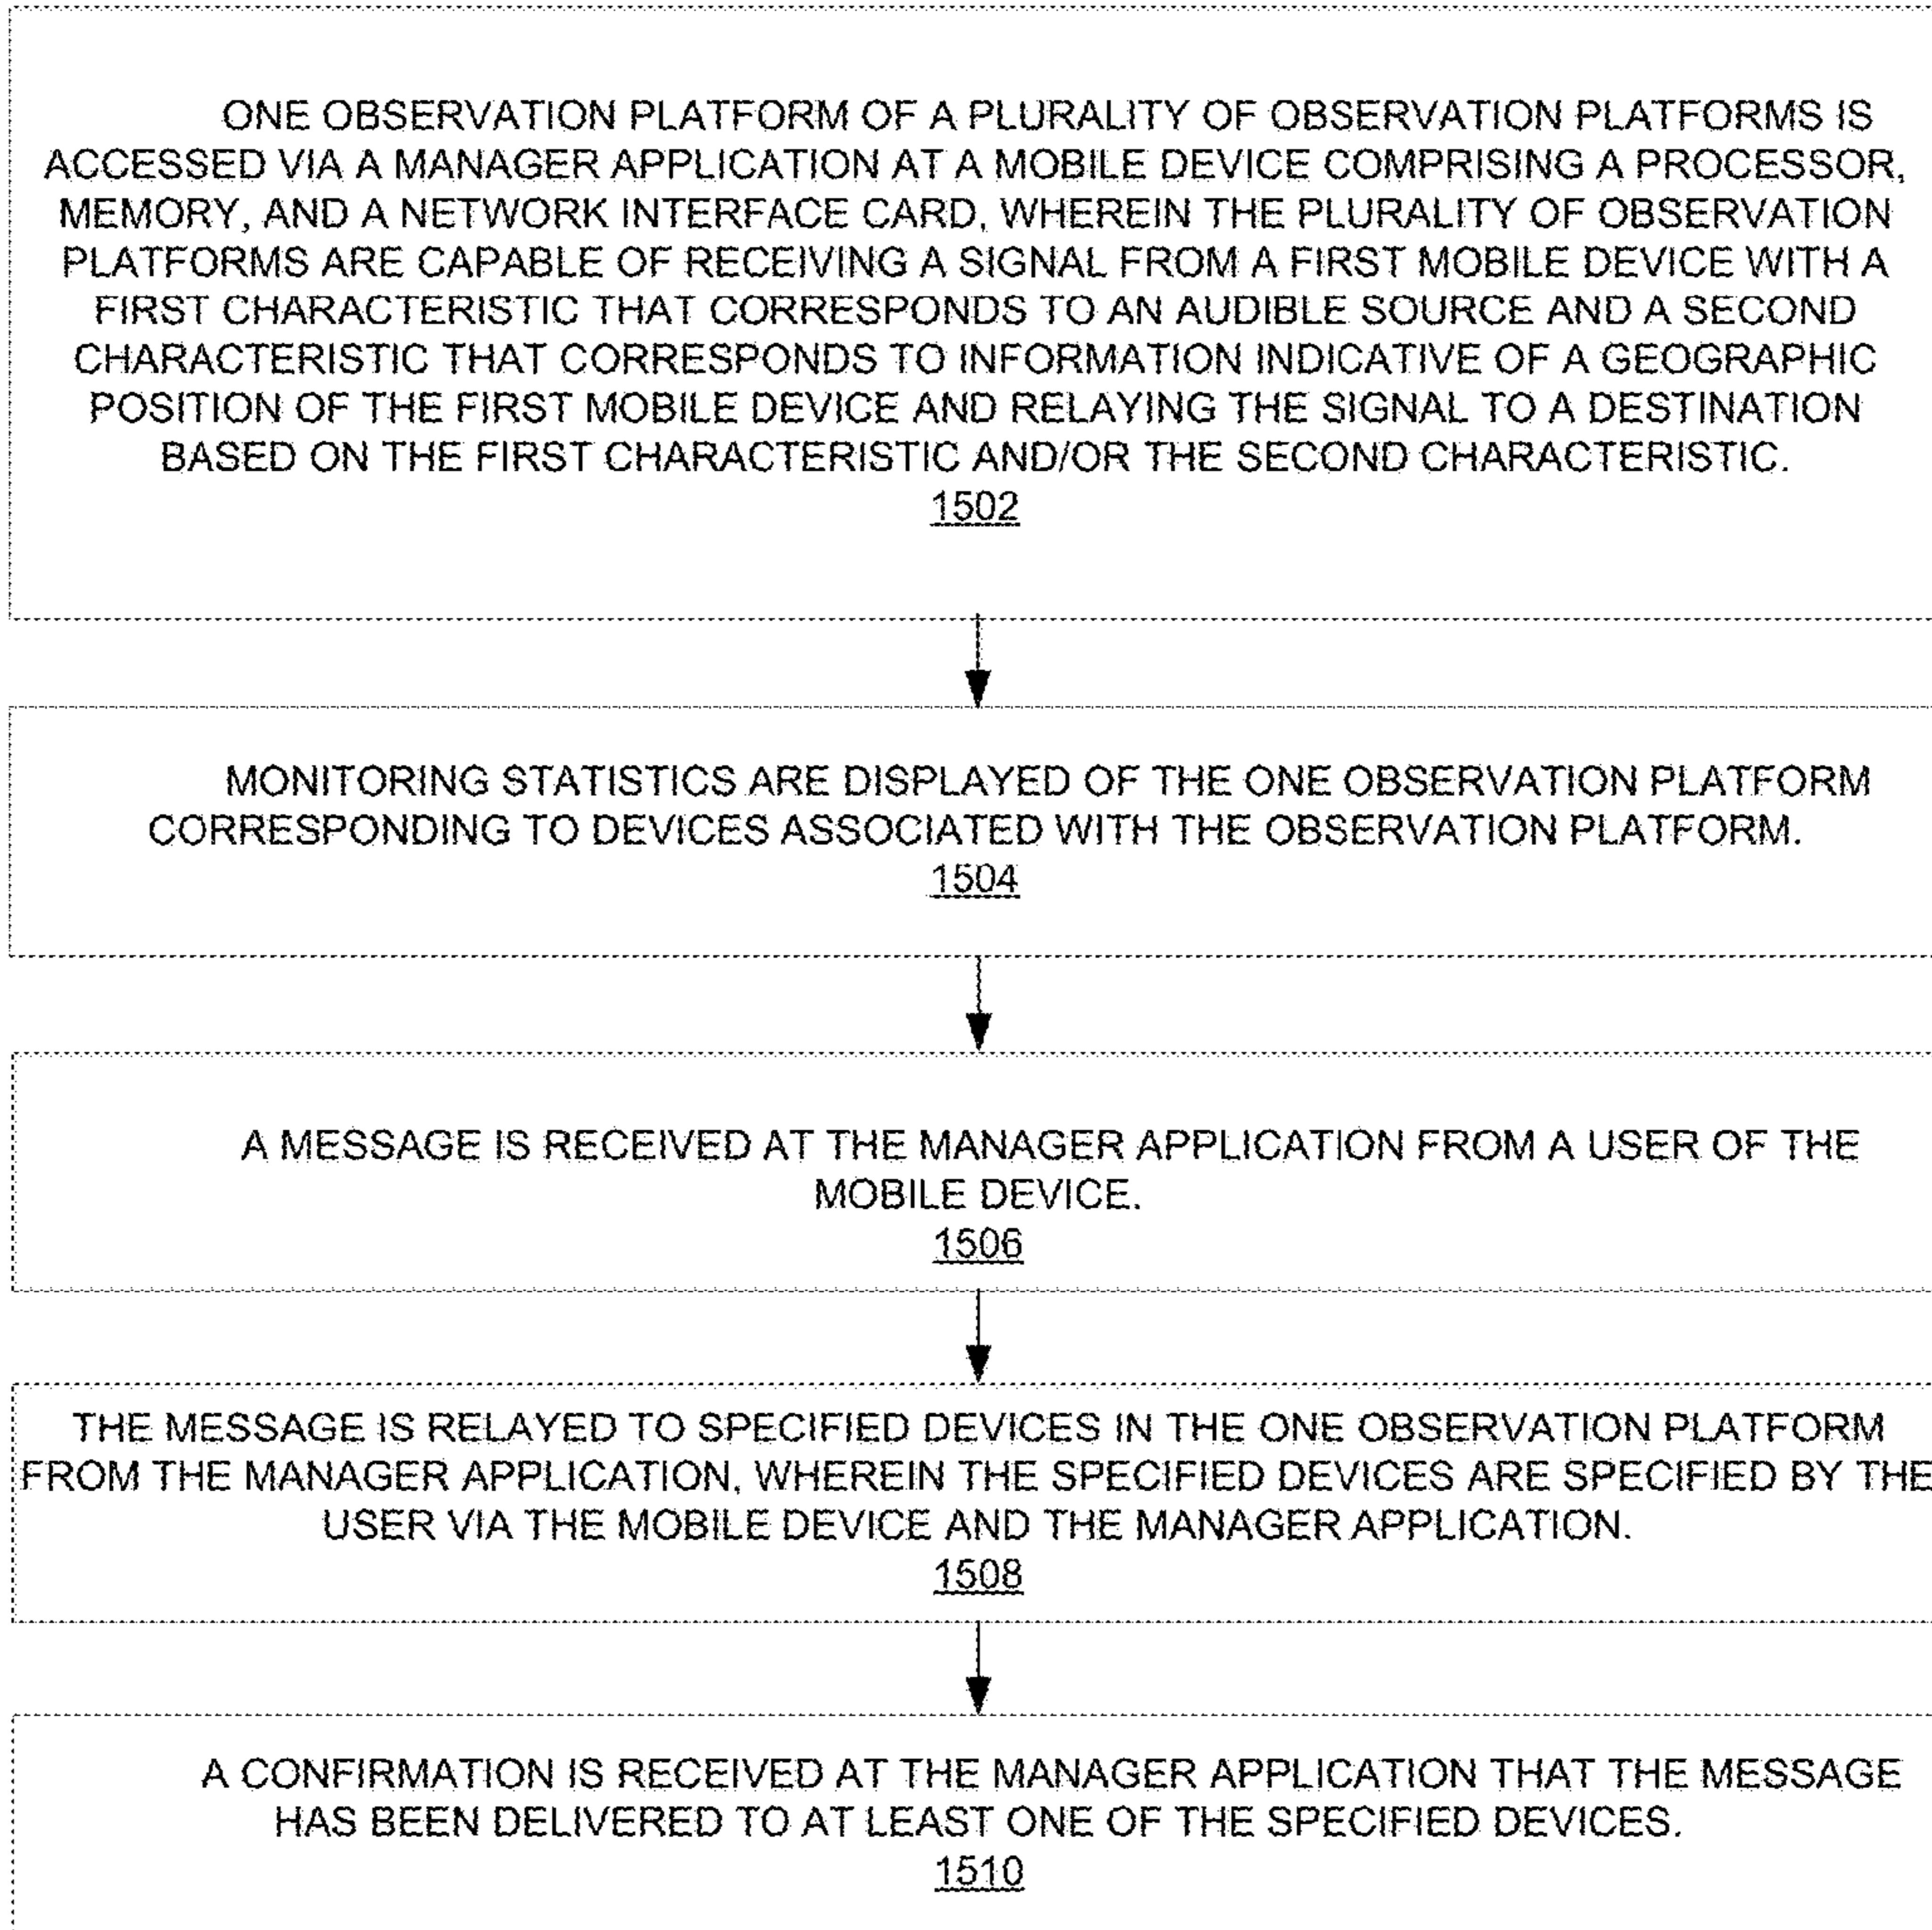 ONE OBSERVATION PLATFORM OF A PLURALITY OF OBSERVATION PLATFORMS IS
ACCESSED VIA A MANAGER APPLICATION AT A MOBILE DEVICE COMPRISING A PROCESSOR,
MEMORY, AND A NETWORK INTERFACE CARD, WHEREIN THE PLURALITY OF OBSERVATION
PLATFORMS ARE CAPABLE OF RECEIVING A SIGNAL FROM A FIRST MOBILE DEVICE WITH A
FIRST CHARACTERISTIC THAT CORRESPONDS TO AN AUDIBLE SOURCE AND A SECOND
CHARACTERISTIC THAT CORRESPONDS TO INFORMATION INDICATIVE OF A GEOGRAPHIC
POSITION OF THE FIRST MOBILE DEVICE AND RELAYING THE SIGNAL TO A DESTINATION
BASED ON THE FIRST CHARACTERISTIC AND/OR THE SECOND CHARACTERISTIC.
1502
MONITORING STATISTICS ARE DISPLAYED OF THE ONE OBSERVATION PLATFORM
CORRESPONDING TO DEVICES ASSOCIATED WITH THE OBSERVATION PLATFORM.
1504
A MESSAGE IS RECEIVED AT THE MANAGER APPLICATION FROM A USER OF THE
MOBILE DEVICE.
1506
THE MESSAGE IS RELAYED TO SPECIFIED DEVICES IN THE ONE OBSERVATION PLATFORM
FROM THE MANAGER APPLICATION, WHEREIN THE SPECIFIED DEVICES ARE SPECIFIED BY THE
USER VIA THE MOBILE DEVICE AND THE MANAGER APPLICATION.
1508
A CONFIRMATION IS RECEIVED AT THE MANAGER APPLICATION THAT THE MESSAGE
HAS BEEN DELIVERED TO AT LEAST ONE OF THE SPECIFIED DEVICES.
1510